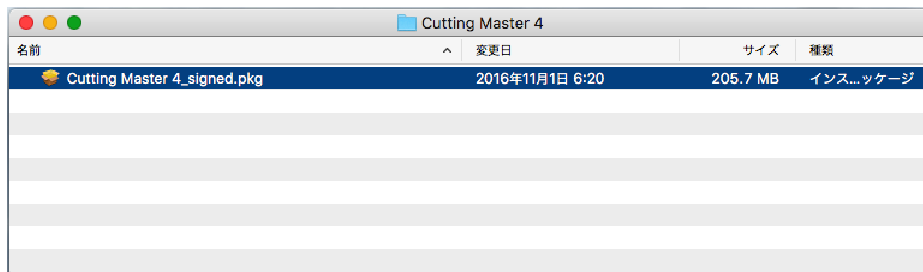 Cutting Master 4
名前 変更日 サイズ 種類
Cutting Master 4_signed.pkg 2016年11月1日 6:20 205.7 MB インス...ッケージ